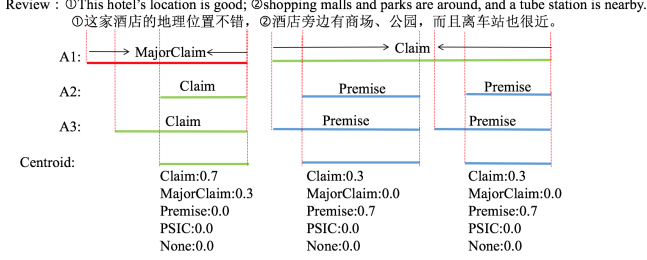 Review：①This hotel's location is good; ②shopping malls and parks are around, and a tube station is nearby.
①这家酒店的地理位置不错，②酒店旁边有商场、公园，而且离车站也很近。
A1: MajorClaim Claim
A2: Claim Premise Premise
A3: Claim Premise Premise
Centroid:
Claim:0.7 Claim:0.3 Claim:0.3
MajorClaim:0.3 MajorClaim:0.0 MajorClaim:0.0
Premise:0.0 Premise:0.7 Premise:0.7
PSIC:0.0 PSIC:0.0 PSIC:0.0
None:0.0 None:0.0 None:0.0